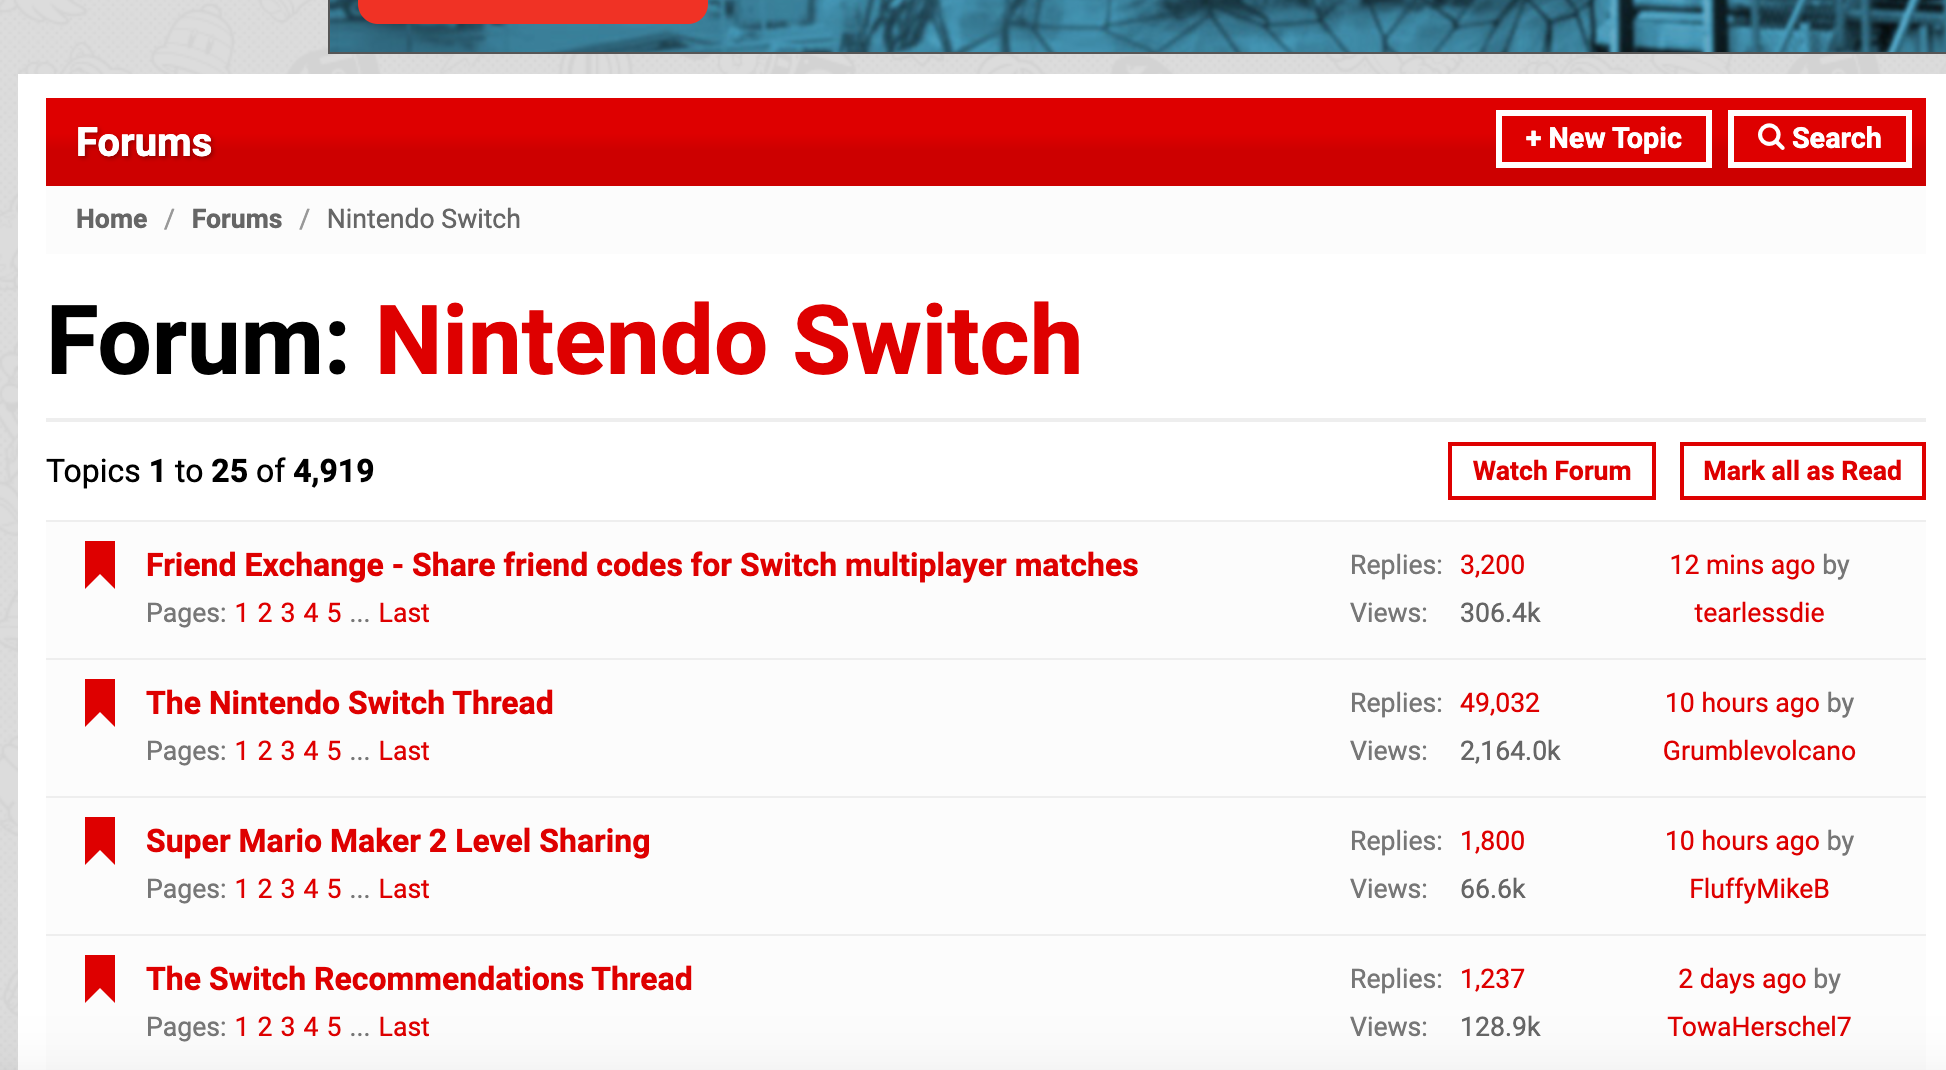 Forums
+ New Topic
Search
Home / Forums / Nintendo Switch
Forum: Nintendo Switch
Topics 1 to 25 of 4,919
Watch Forum
Mark all as Read
Friend Exchange - Share friend codes for Switch multiplayer matches
Pages: 1 2 3 4 5 ... Last
Replies: 3,200
Views: 306.4k
12 mins ago by
tearlessdie
The Nintendo Switch Thread
Pages: 1 2 3 4 5 ... Last
Replies: 49,032
Views: 2,164.0k
10 hours ago by
Grumblevolcano
Super Mario Maker 2 Level Sharing
Pages: 1 2 3 4 5 ... Last
Replies: 1,800
Views: 66.6k
10 hours ago by
FluffyMikeB
The Switch Recommendations Thread
Pages: 1 2 3 4 5 ... Last
Replies: 1,237
Views: 128.9k
2 days ago by
TowaHerschel7